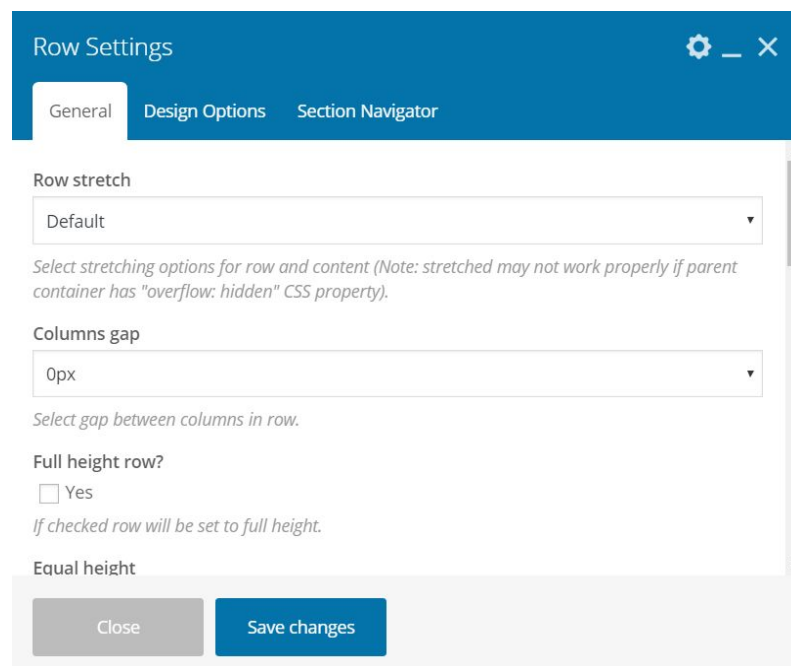 Row Settings
General Design Options Section Navigator
Row stretch
Default
Select stretching options for row and content (Note: stretched may not work properly if parent
container has "overflow: hidden" CSS property).
Columns gap
0px
Select gap between columns in row.
Full height row?
Yes
If checked row will be set to full height.
Equal height
Close Save changes